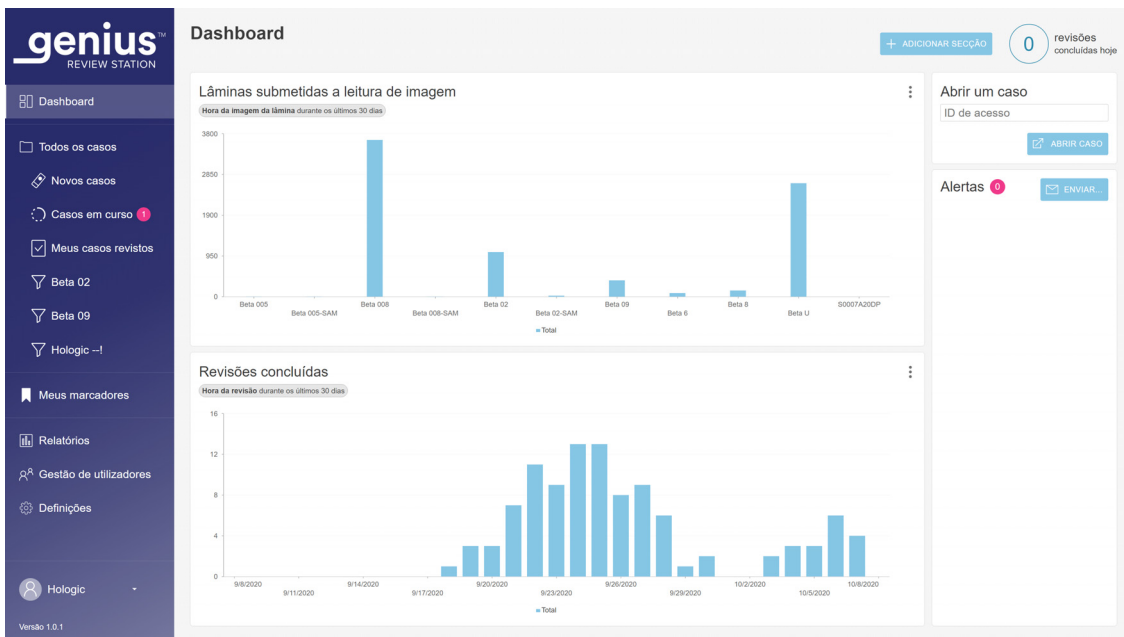 genius™
REVIEW STATION
Dashboard
Todos os casos
Novos casos
Casos em curso 1
Meus casos revistos
Beta 02
Beta 09
Hologic --!
Meus marcadores
Relatórios
Gestão de utilizadores
Definições
Hologic
Versão 1.0.1
Dashboard
ADICIONAR SECÇÃO
0 revisões
concluídas hoje
Lâminas submetidas a leitura de imagem
Hora da imagem da lâmina durante os últimos 30 dias
3800
2850
1900
950
0
Beta 005
Beta 005-SAM
Beta 008
Beta 008-SAM
Beta 02
Beta 02-SAM
Beta 09
Beta 6
Beta 8
Beta U
S0007A20DP
Total
Revisões concluídas
Hora da revisão durante os últimos 30 dias
16
12
8
4
0
9/8/2020
9/11/2020
9/14/2020
9/17/2020
9/20/2020
9/23/2020
9/26/2020
9/29/2020
10/2/2020
10/5/2020
10/8/2020
Total
Abrir um caso
ID de acesso
ABRIR CASO
Alertas 0
ENVIAR...